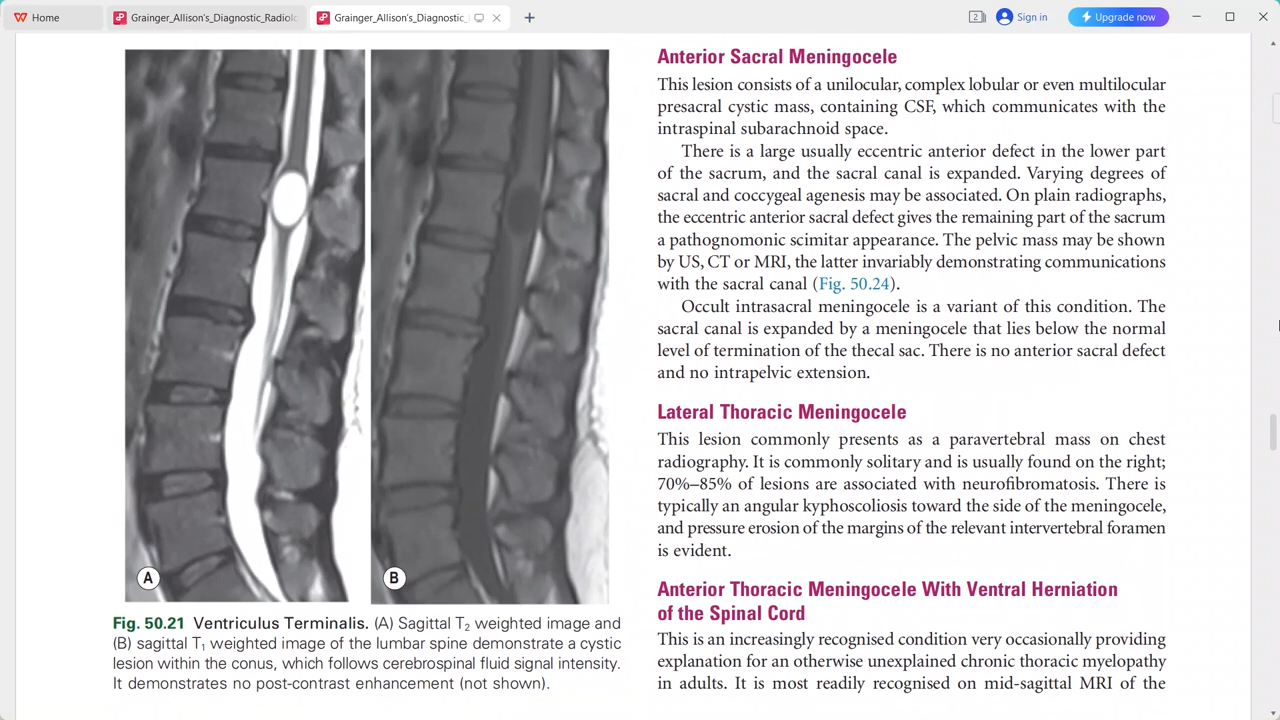 Home
Grainger_Allison's_Diagnostic_Radiolo
Grainger_Allison's_Diagnostic_
2
Sign in
Upgrade now
A
B
Fig. 50.21 Ventriculus Terminalis. (A) Sagittal T2 weighted image and
(B) sagittal T1 weighted image of the lumbar spine demonstrate a cystic
lesion within the conus, which follows cerebrospinal fluid signal intensity.
It demonstrates no post-contrast enhancement (not shown).
Anterior Sacral Meningocele
This lesion consists of a unilocular, complex lobular or even multilocular
presacral cystic mass, containing CSF, which communicates with the
intraspinal subarachnoid space.
There is a large usually eccentric anterior defect in the lower part
of the sacrum, and the sacral canal is expanded. Varying degrees of
sacral and coccygeal agenesis may be associated. On plain radiographs,
the eccentric anterior sacral defect gives the remaining part of the sacrum
a pathognomonic scimitar appearance. The pelvic mass may be shown
by US, CT or MRI, the latter invariably demonstrating communications
with the sacral canal (Fig. 50.24).
Occult intrasacral meningocele is a variant of this condition. The
sacral canal is expanded by a meningocele that lies below the normal
level of termination of the thecal sac. There is no anterior sacral defect
and no intrapelvic extension.
Lateral Thoracic Meningocele
This lesion commonly presents as a paravertebral mass on chest
radiography. It is commonly solitary and is usually found on the right;
70%–85% of lesions are associated with neurofibromatosis. There is
typically an angular kyphoscoliosis toward the side of the meningocele,
and pressure erosion of the margins of the relevant intervertebral foramen
is evident.
Anterior Thoracic Meningocele With Ventral Herniation
of the Spinal Cord
This is an increasingly recognised condition very occasionally providing
explanation for an otherwise unexplained chronic thoracic myelopathy
in adults. It is most readily recognised on mid-sagittal MRI of the